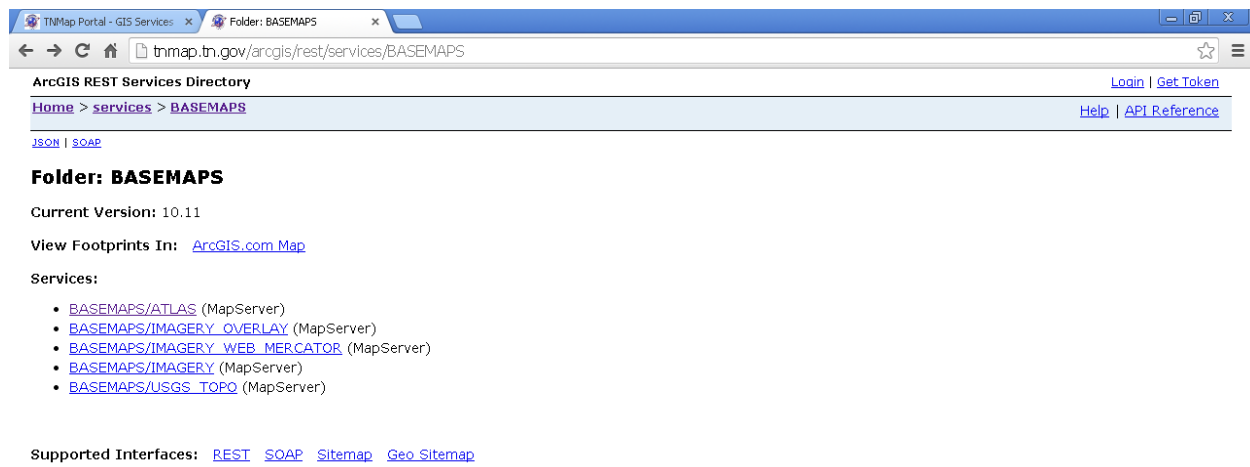 TNMap Portal - GIS Services × Folder: BASEMAPS ×
tnmap.tn.gov/arcgis/rest/services/BASEMAPS
ArcGIS REST Services Directory Login | Get Token
Home > services > BASEMAPS Help | API Reference
JSON | SOAP
Folder: BASEMAPS
Current Version: 10.11
View Footprints In: ArcGIS.com Map
Services:
• BASEMAPS/ATLAS (MapServer)
• BASEMAPS/IMAGERY_OVERLAY (MapServer)
• BASEMAPS/IMAGERY_WEB_MERCATOR (MapServer)
• BASEMAPS/IMAGERY (MapServer)
• BASEMAPS/USGS_TOPO (MapServer)
Supported Interfaces: REST SOAP Sitemap Geo Sitemap